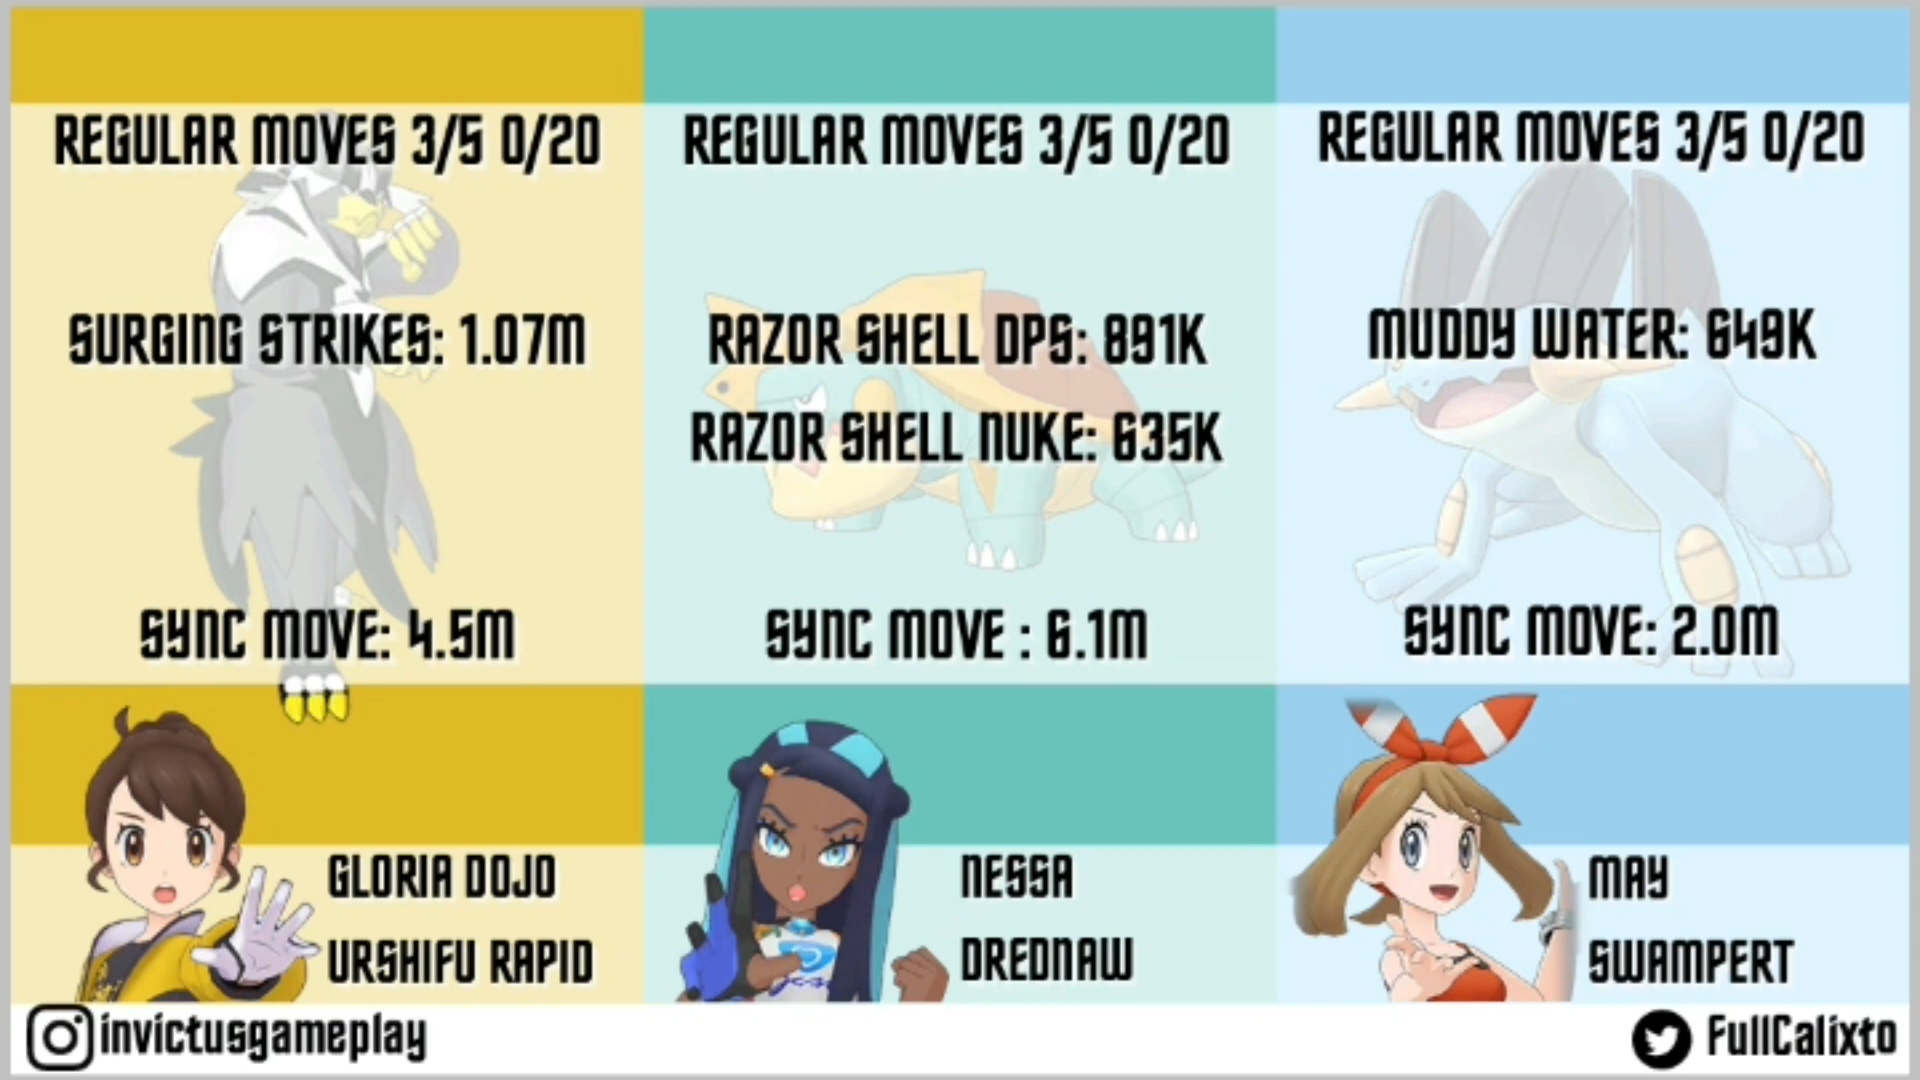 REGULAR MOVES 3/5 0/20
SURGING STRIKES: 1.07M
SYNC MOVE: 4.5M
GLORIA DOJO
URSHIFU RAPID
REGULAR MOVES 3/5 0/20
RAZOR SHELL DPS: 891K
RAZOR SHELL NUKE: 635K
SYNC MOVE : 6.1M
NESSA
DREDNAW
REGULAR MOVES 3/5 0/20
MUDDY WATER: 649K
SYNC MOVE: 2.0M
MAY
SWAMPERT
invictusgameplay
FullCalixto